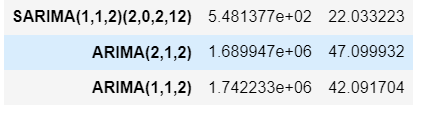 SARIMA(1,1,2)(2,0,2,12) 5.481377e+02 22.033223
ARIMA(2,1,2) 1.689947e+06 47.099932
ARIMA(1,1,2) 1.742233e+06 42.091704